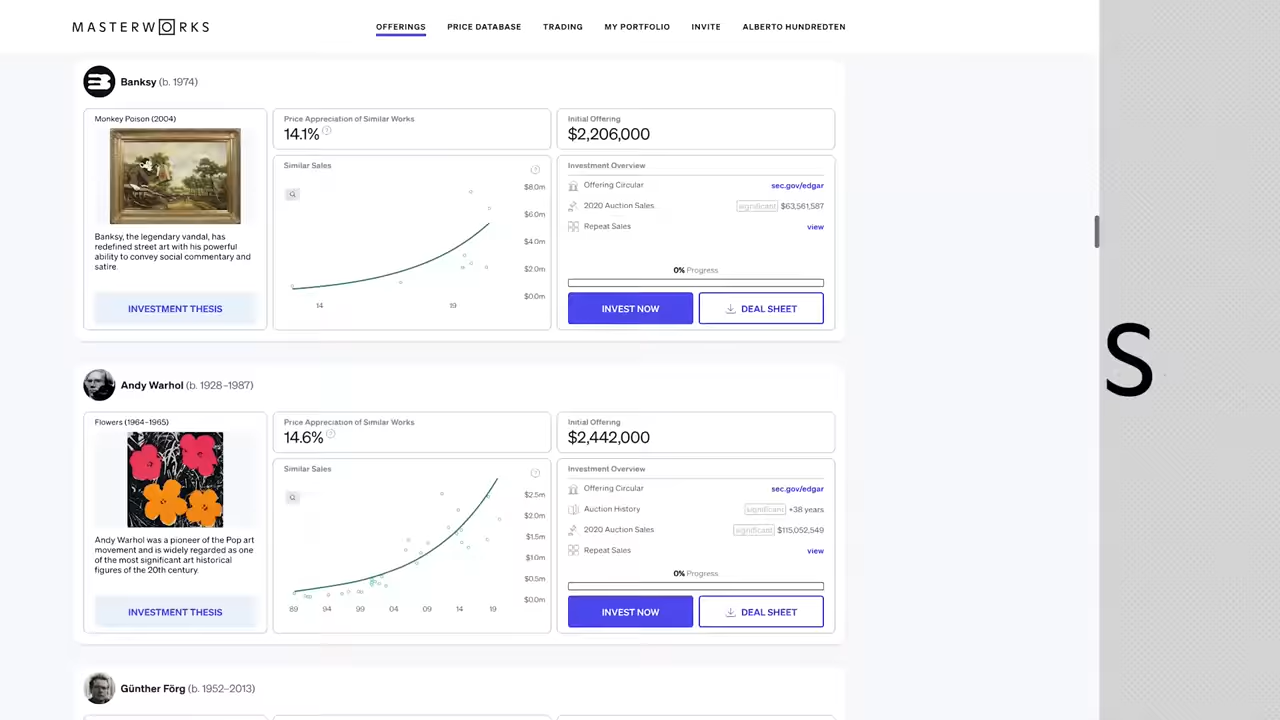 MASTERWORKS
OFFERINGS PRICE DATABASE TRADING MY PORTFOLIO INVITE ALBERTO HUNDREDTEN
Banksy (b. 1974)
Monkey Poison (2004)
Banksy, the legendary vandal, has
redefined street art with his powerful
ability to convey social commentary and
satire.
INVESTMENT THESIS
Price Appreciation of Similar Works
14.1% ?
Similar Sales
?
$8.0m
$6.0m
$4.0m
$2.0m
$0.0m
14 19
Initial Offering
$2,206,000
Investment Overview
Offering Circular sec.gov/edgar
2020 Auction Sales significant $63,561,587
Repeat Sales view
0% Progress
INVEST NOW DEAL SHEET
S
Andy Warhol (b. 1928-1987)
Flowers (1964-1965)
Andy Warhol was a pioneer of the Pop art
movement and is widely regarded as one
of the most significant art historical
figures of the 20th century.
INVESTMENT THESIS
Price Appreciation of Similar Works
14.6% ?
Similar Sales
?
$2.5m
$2.0m
$1.5m
$1.0m
$0.5m
$0.0m
89 94 99 04 09 14 19
Initial Offering
$2,442,000
Investment Overview
Offering Circular sec.gov/edgar
Auction History significant +38 years
2020 Auction Sales significant $115,052,549
Repeat Sales view
0% Progress
INVEST NOW DEAL SHEET
Günther Förg (b. 1952–2013)